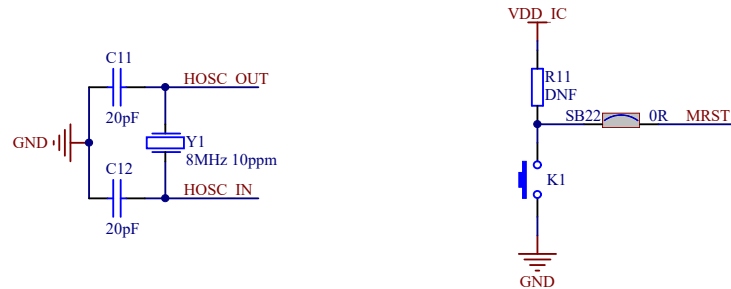 C11
HOSC_OUT
20pF
GND
Y1
8MHz 10ppm
C12
HOSC_IN
20pF
VDD_IC
R11
DNF
SB22 0R MRST
K1
GND